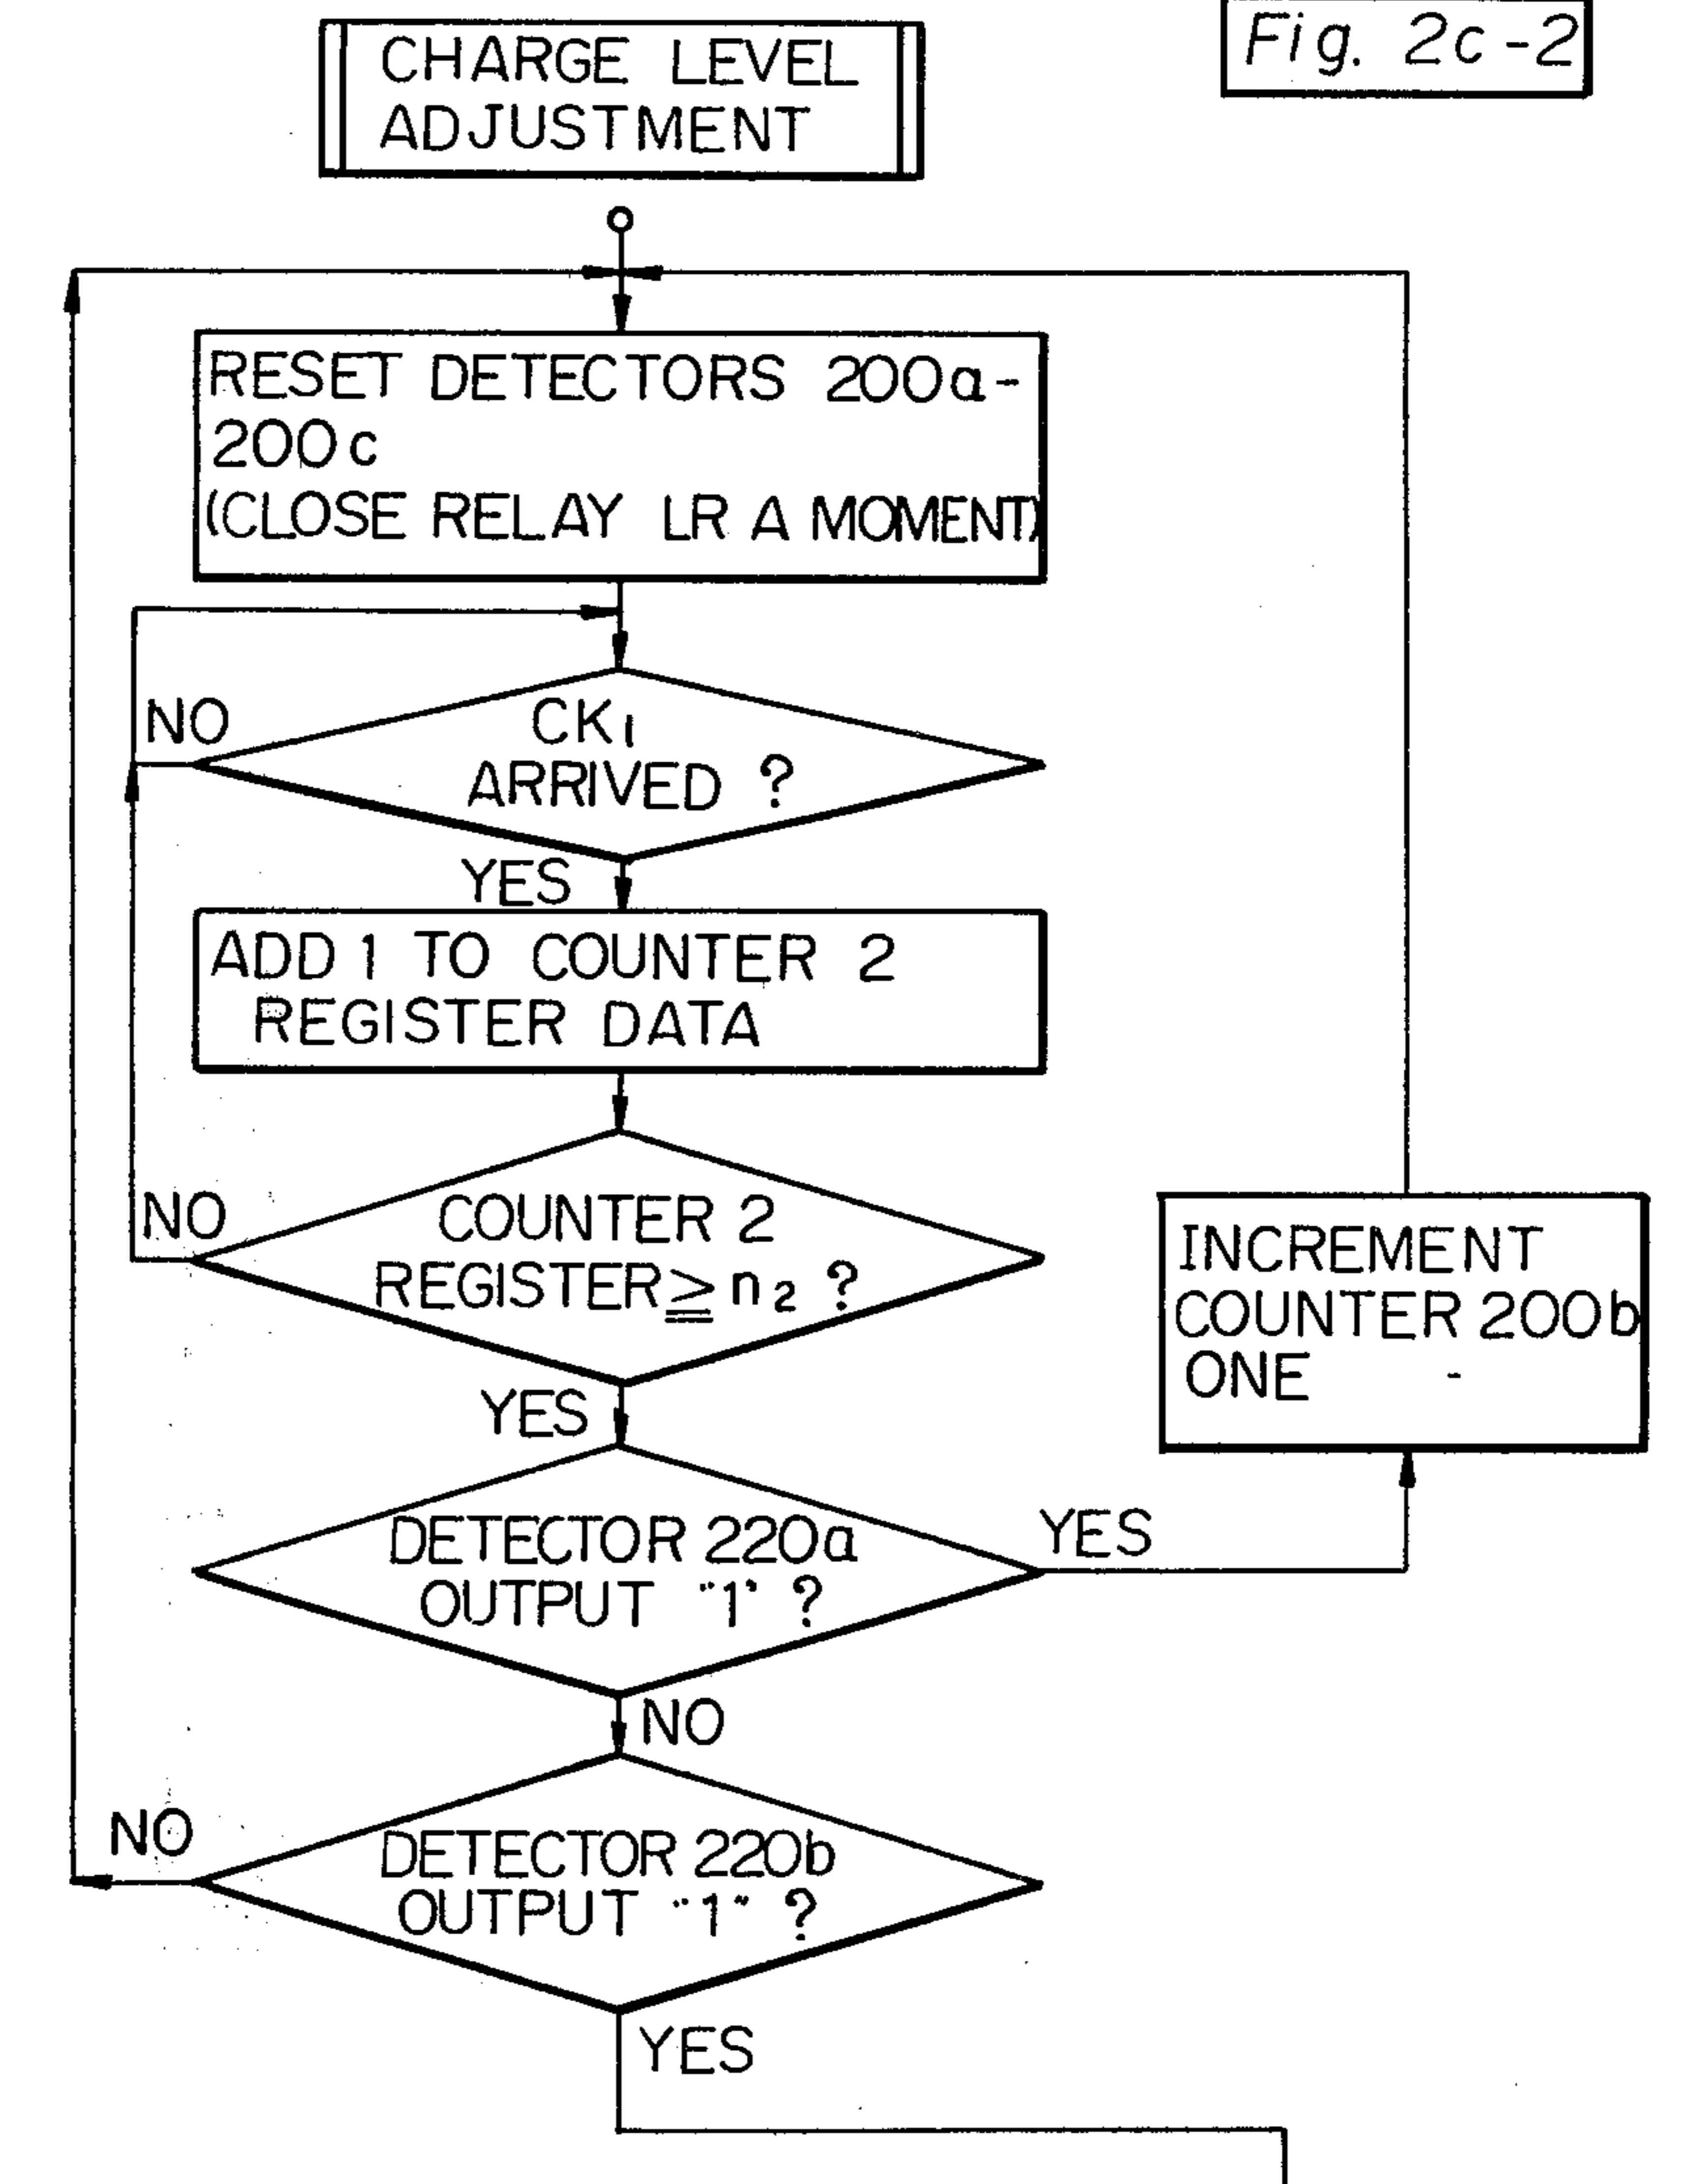 Fig. 2c-2
CHARGE LEVEL
ADJUSTMENT
RESET DETECTORS 200a-
200c
(CLOSE RELAY LR A MOMENT)
NO
CK1
ARRIVED ?
YES
ADD 1 TO COUNTER 2
REGISTER DATA
NO
COUNTER 2
REGISTER ≧ n2 ?
YES
INCREMENT
COUNTER 200b
ONE -
DETECTOR 220a
OUTPUT "1" ?
YES
NO
NO
DETECTOR 220b
OUTPUT "1" ?
YES